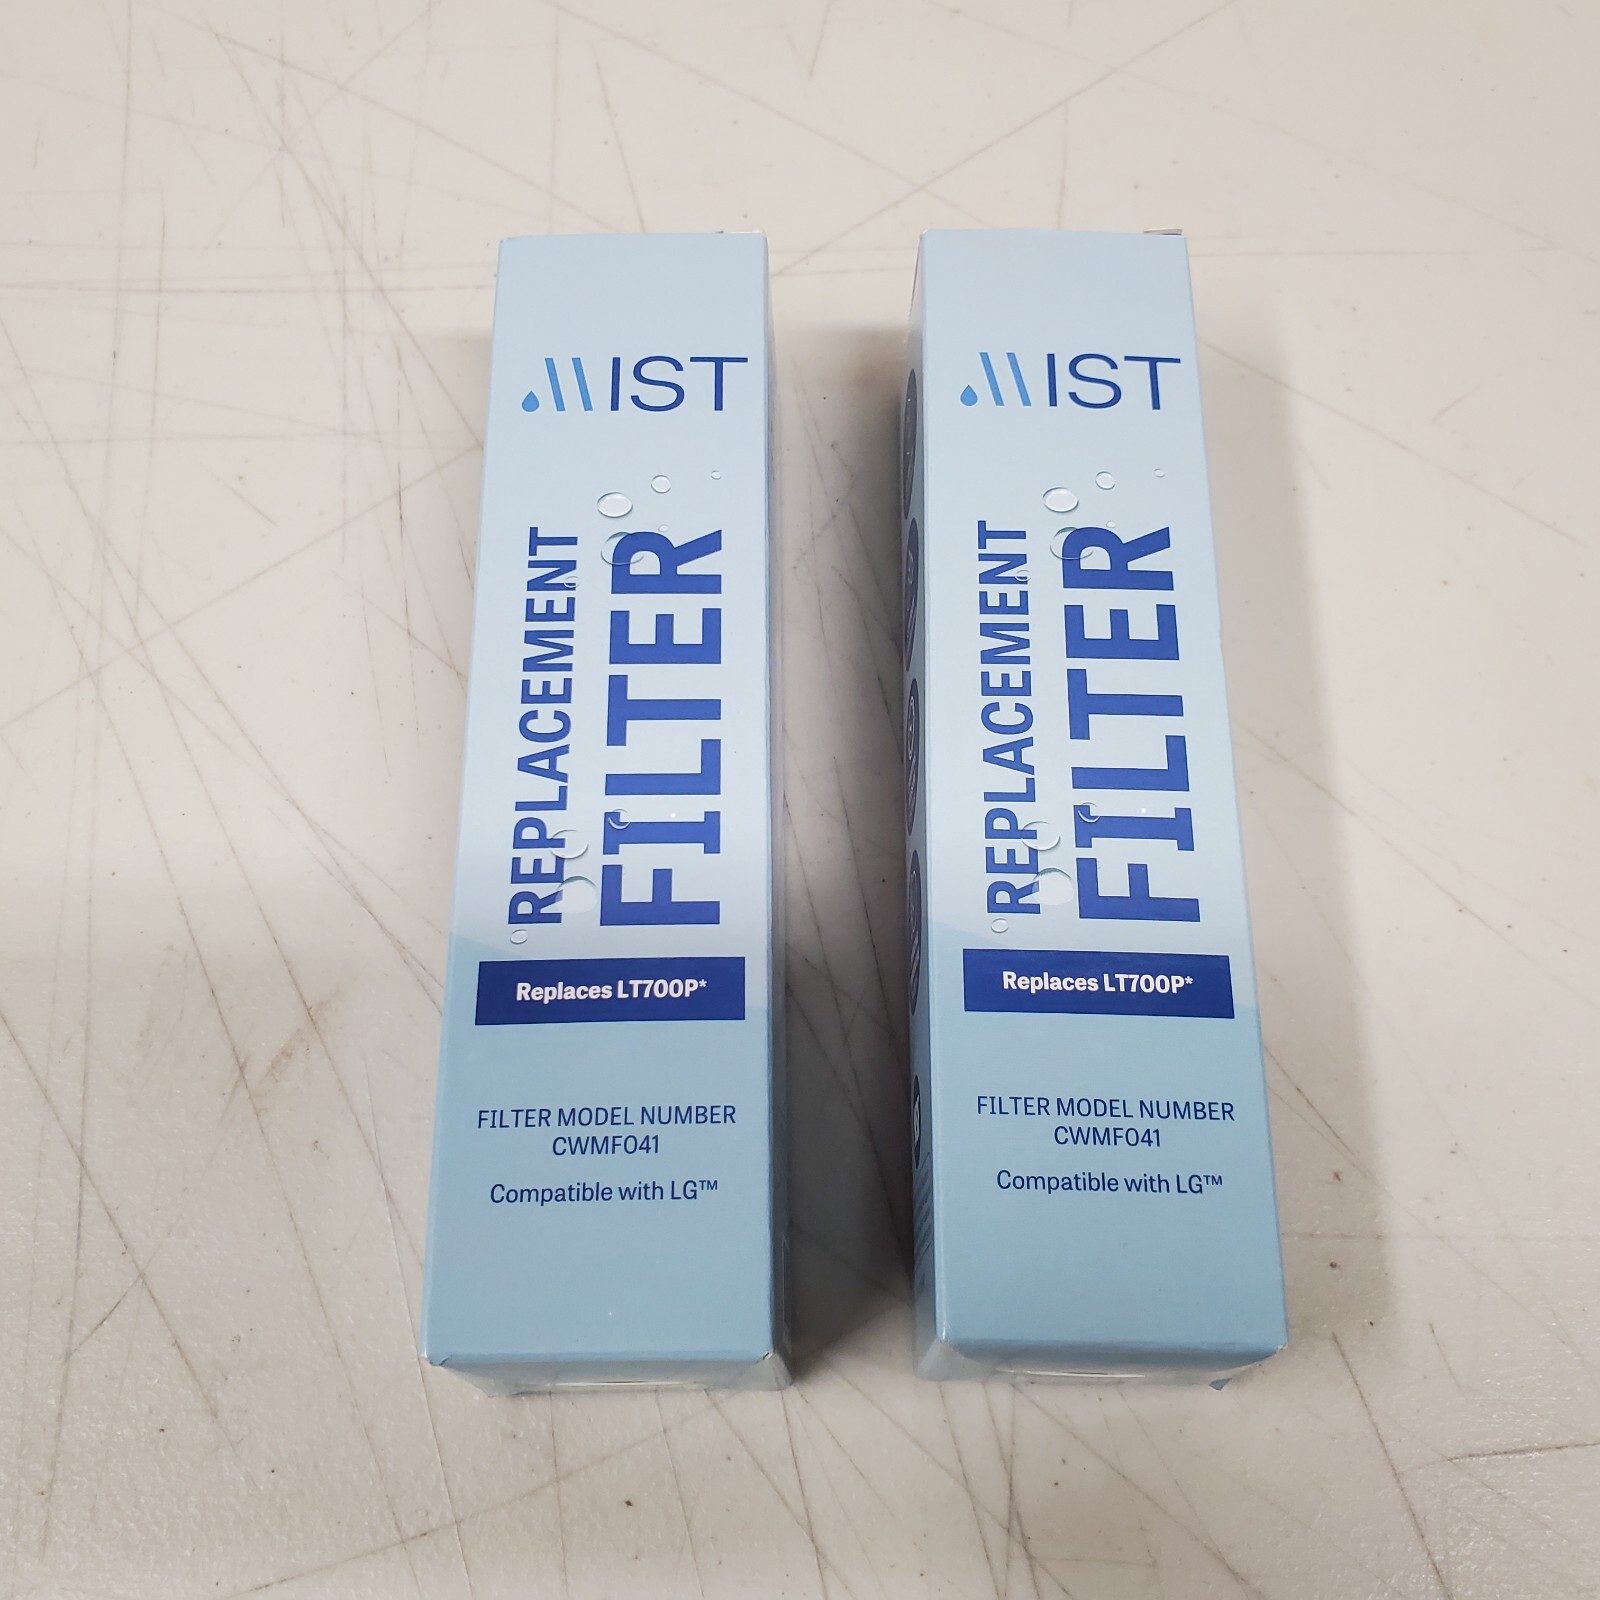 MIST
REPLACEMENT
FILTER
Replaces LT700P*
FILTER MODEL NUMBER
CWMF041
Compatible with LG™
MIST
REPLACEMENT
FILTER
Replaces LT700P*
FILTER MODEL NUMBER
CWMF041
Compatible with LG™